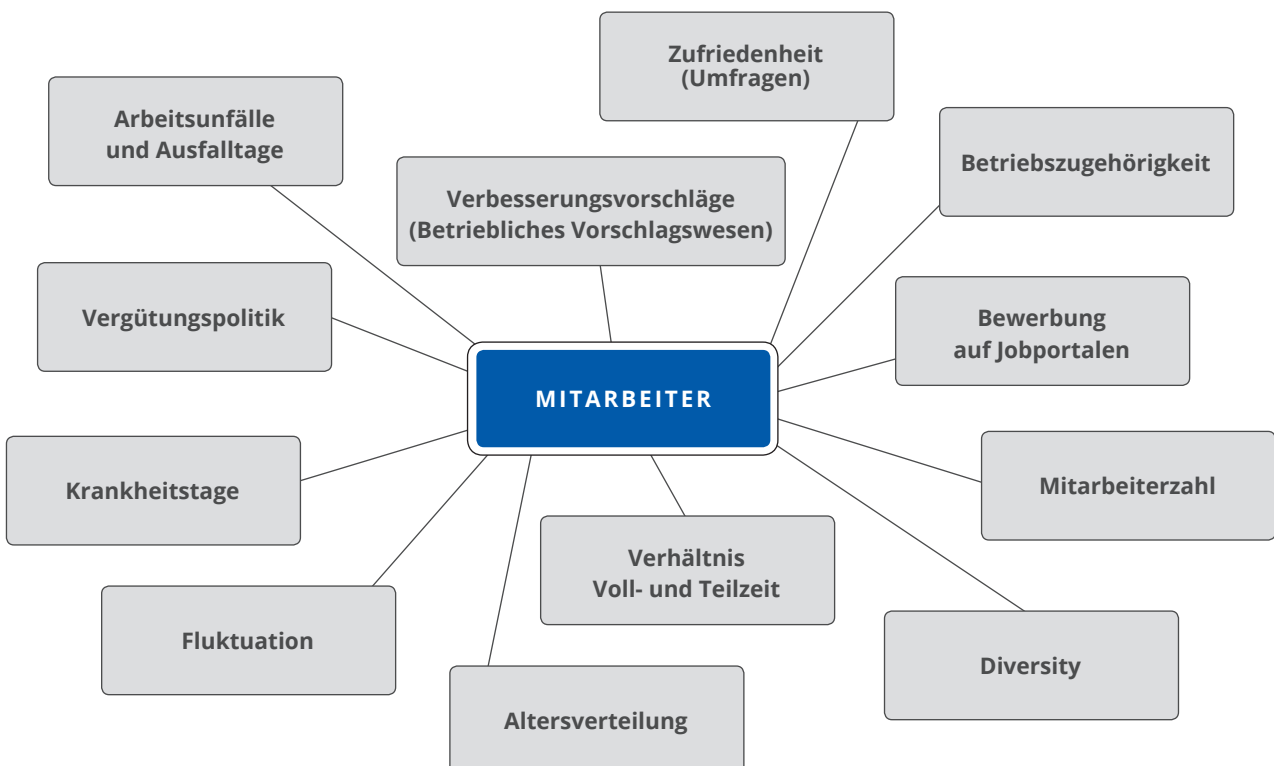 Zufriedenheit
(Umfragen)
Arbeitsunfälle
und Ausfalltage
Betriebszugehörigkeit
Verbesserungsvorschläge
(Betriebliches Vorschlagswesen)
Vergütungspolitik
Bewerbung
auf Jobportalen
MITARBEITER
Krankheitstage
Mitarbeiterzahl
Verhältnis
Voll- und Teilzeit
Fluktuation
Diversity
Altersverteilung